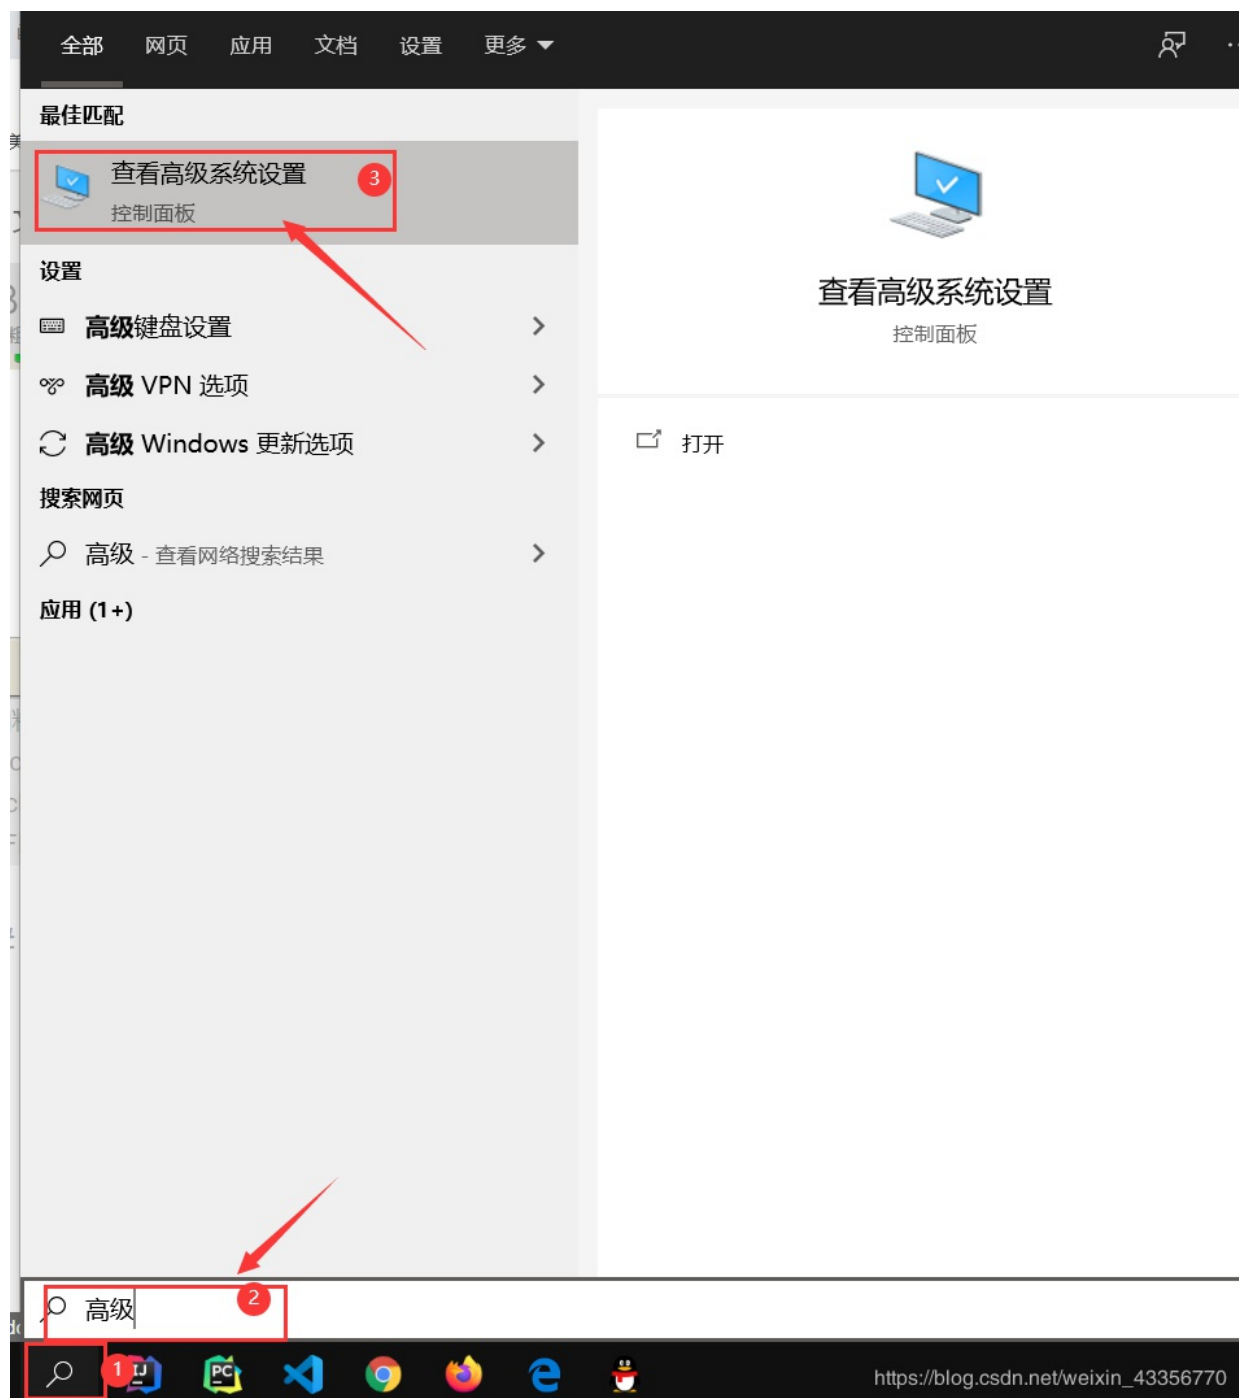 全部 网页 应用 文档 设置 更多
最佳匹配
查看高级系统设置 3
控制面板
设置
高级键盘设置
高级 VPN 选项
高级 Windows 更新选项
搜索网页
高级 - 查看网络搜索结果
应用 (1+)
查看高级系统设置
控制面板
打开
高级 2
1
IJ
PC
https://blog.csdn.net/weixin_43356770